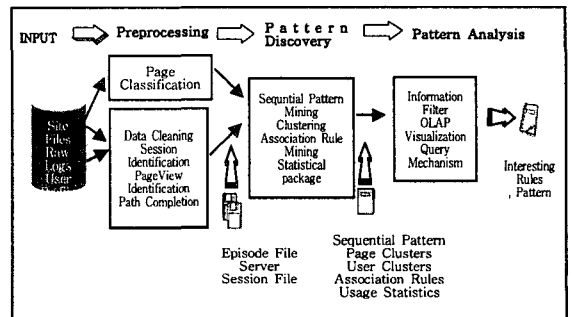 INPUT
Preprocessing
Pattern
Discovery
Pattern Analysis
Page
Classification
Site
Files
Raw
Logs
User
Data Cleaning
Session
Identification
PageView
Identification
Path Completion
Sequntial Pattern
Mining
Clustering
Association Rule
Mining
Statistical
package
Information
Filter
OLAP
Visualization
Query
Mechanism
Interesting
Rules
, Pattern
Episode File
Server
Session File
Sequential Pattern
Page Clusters
User Clusters
Association Rules
Usage Statistics